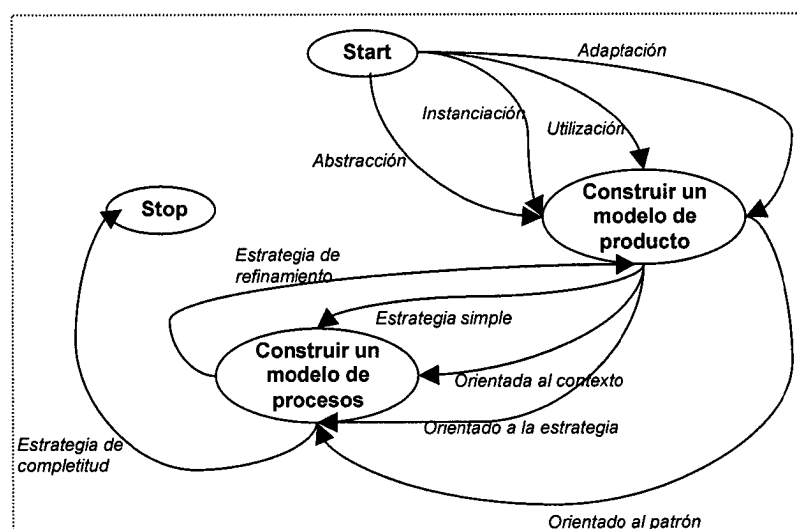 Start
Adaptación
Instanciación
Utilización
Abstracción
Construir un
modelo de
producto
Stop
Estrategia de
refinamiento
Estrategia simple
Construir un
modelo de
procesos
Orientada al contexto
Orientado a la estrategia
Estrategia de
completitud
Orientado al patrón